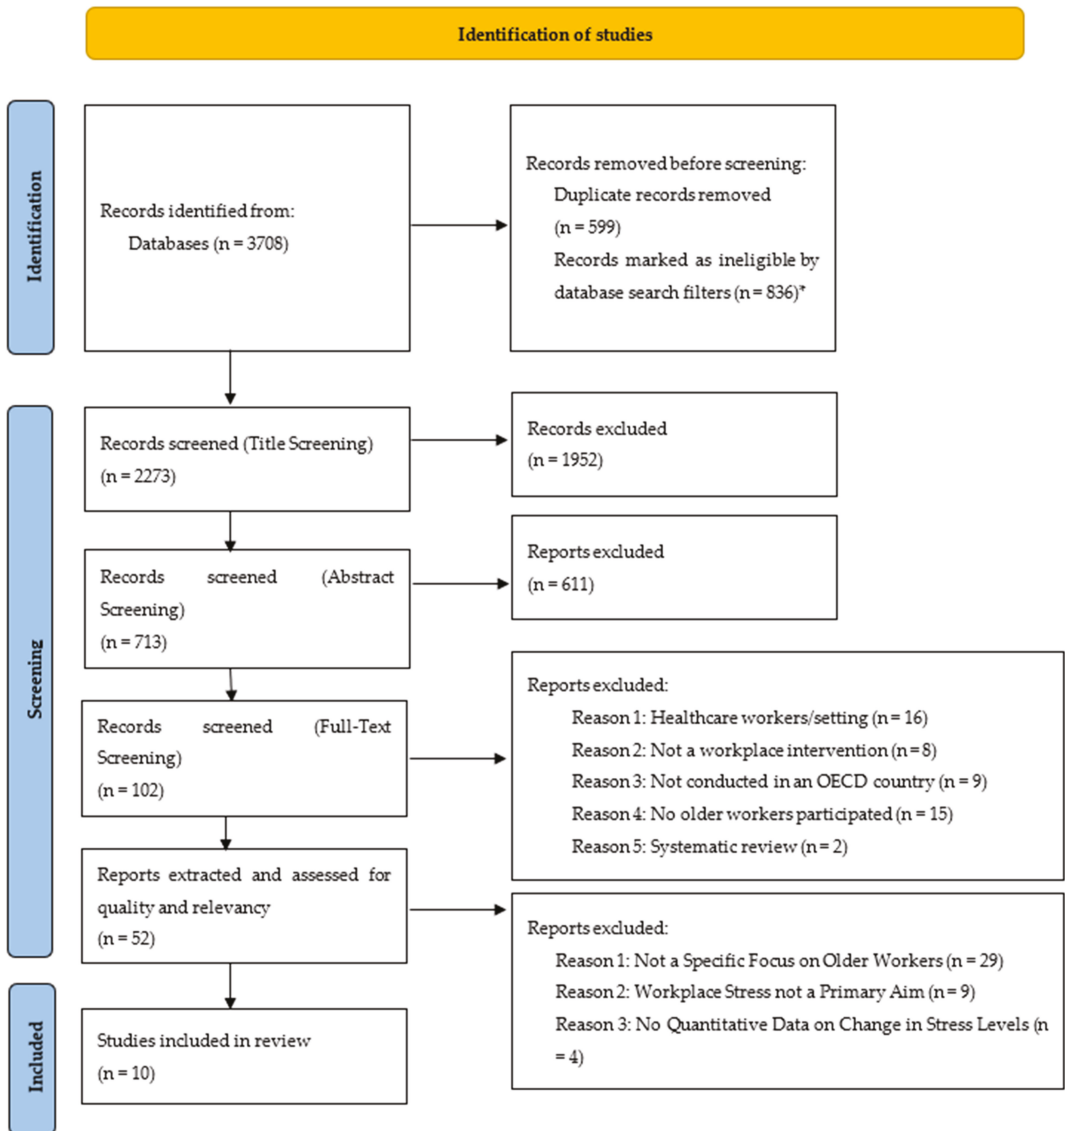 Identification of studies
Identification
Records identified from:
Databases (n = 3708)
Records removed before screening:
Duplicate records removed
(n = 599)
Records marked as ineligible by
database search filters (n = 836)*
Screening
Records screened (Title Screening)
(n = 2273)
Records excluded
(n = 1952)
Records screened (Abstract
Screening)
(n = 713)
Reports excluded
(n = 611)
Records screened (Full-Text
Screening)
(n = 102)
Reports excluded:
Reason 1: Healthcare workers/setting (n = 16)
Reason 2: Not a workplace intervention (n = 8)
Reason 3: Not conducted in an OECD country (n = 9)
Reason 4: No older workers participated (n = 15)
Reason 5: Systematic review (n = 2)
Reports extracted and assessed for
quality and relevancy
(n = 52)
Reports excluded:
Reason 1: Not a Specific Focus on Older Workers (n = 29)
Reason 2: Workplace Stress not a Primary Aim (n = 9)
Reason 3: No Quantitative Data on Change in Stress Levels (n
= 4)
Included
Studies included in review
(n = 10)